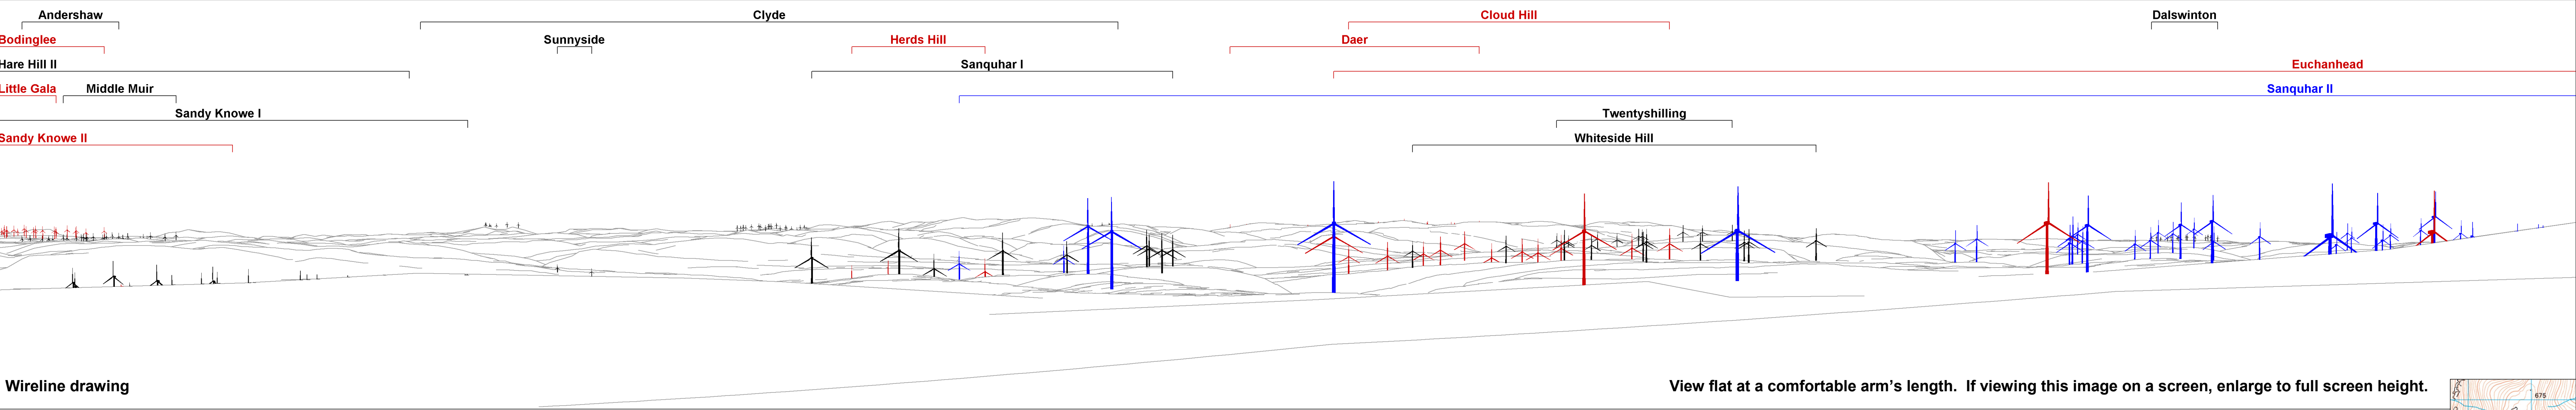 Andershaw Clyde Cloud Hill Dalswinton
Bodinglee Sunnyside Herds Hill Daer
Hare Hill II Sanquhar I Euchanhead
Little Gala Middle Muir Sanquhar II
Sandy Knowe I Twentyshilling
Sandy Knowe II Whiteside Hill
Wireline drawing View flat at a comfortable arm's length. If viewing this image on a screen, enlarge to full screen height.
675